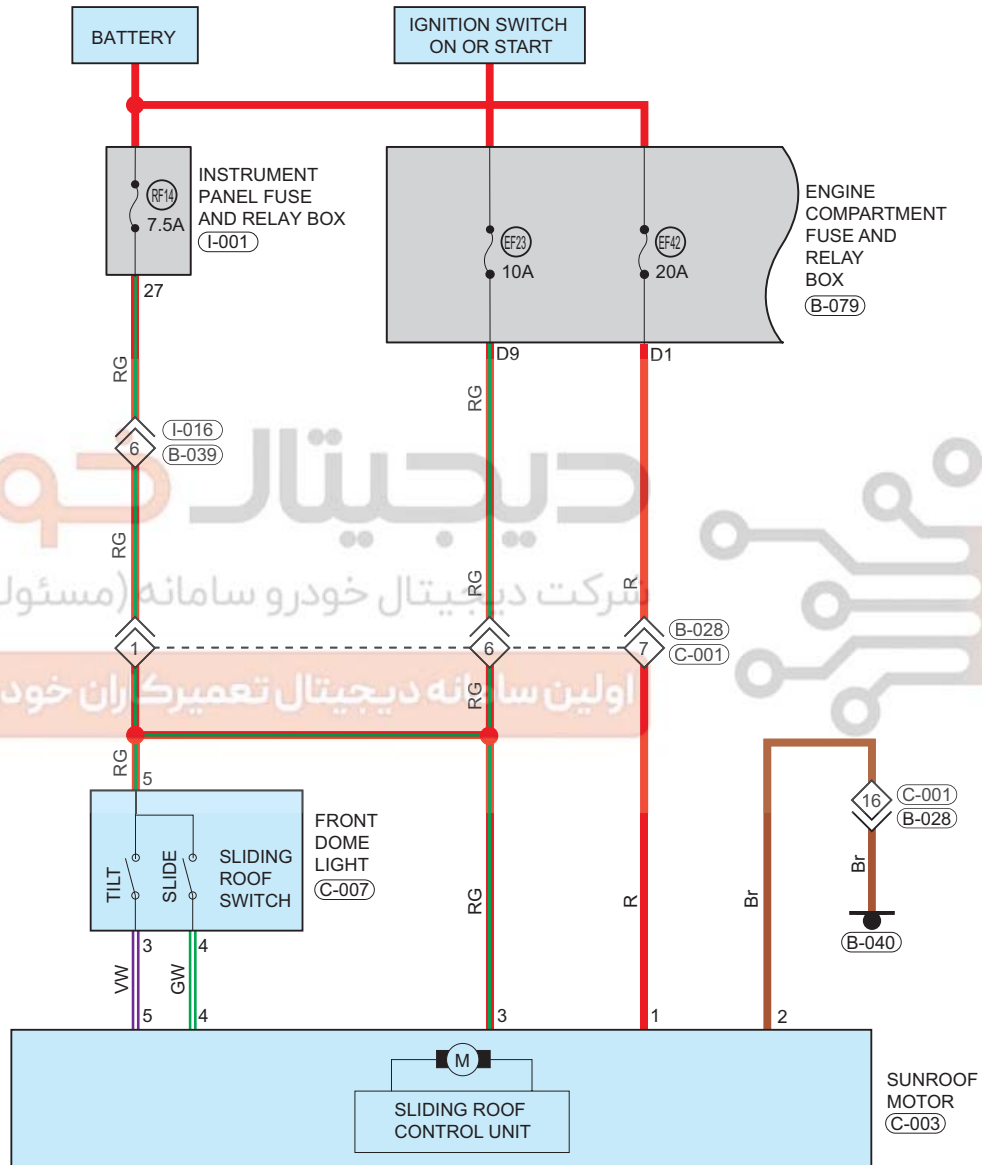 BATTERY
IGNITION SWITCH
ON OR START
RF14
7.5A
INSTRUMENT
PANEL FUSE
AND RELAY BOX
I-001
27
EF23
10A
EF42
20A
ENGINE
COMPARTMENT
FUSE AND
RELAY
BOX
B-079
D9
D1
RG
RG
6
I-016
B-039
دیجیتال خو
RG
RG
R
شرکت دیجیتال خودرو سامانه (مسئول
1
6
7
B-028
C-001
اولین سامانه دیجیتال تعمیرکاران خود
RG
RG
5
TILT
SLIDE
SLIDING
ROOF
SWITCH
FRONT
DOME
LIGHT
C-007
16
C-001
B-028
Br
B-040
3
4
VW
GW
RG
R
Br
5
4
3
1
2
M
SLIDING ROOF
CONTROL UNIT
SUNROOF
MOTOR
C-003